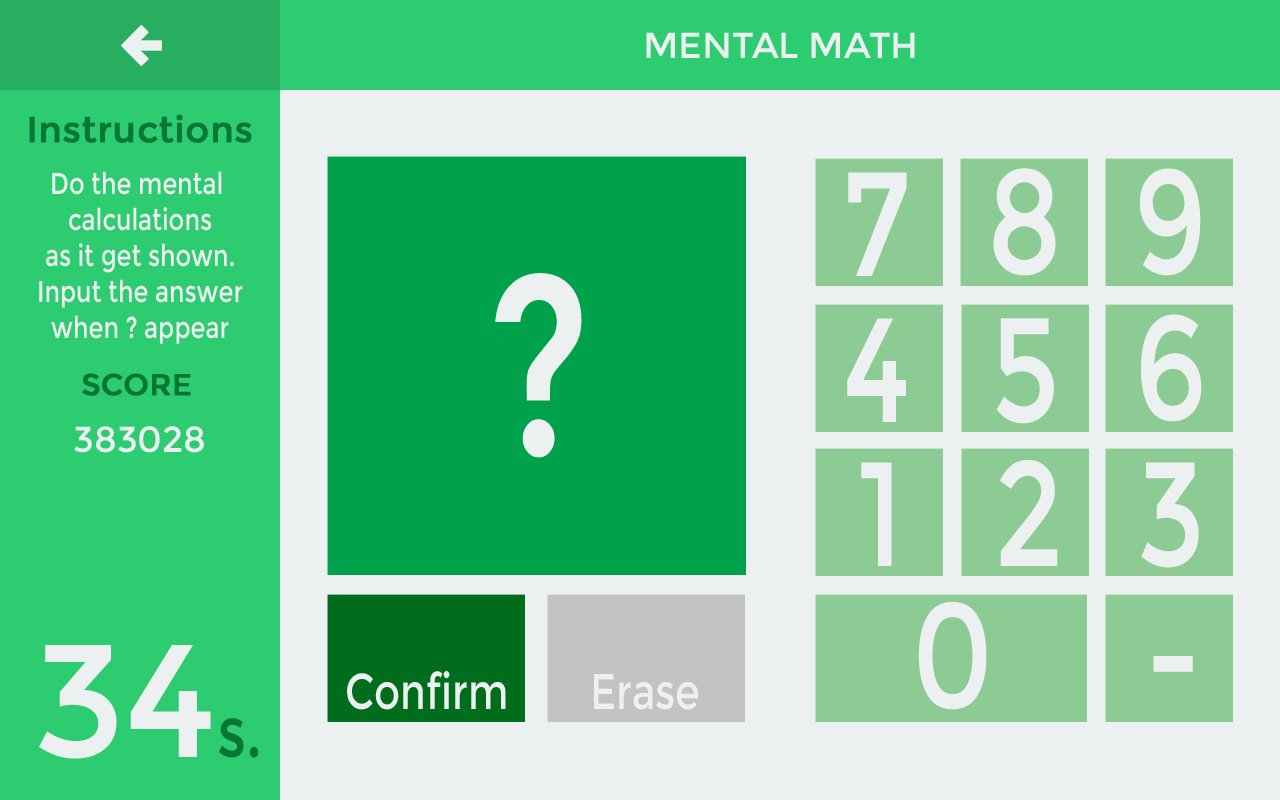 MENTAL MATH
Instructions
Do the mental
calculations
as it get shown.
Input the answer
when ? appear
SCORE
383028
34 s.
?
Confirm
Erase
7 8 9
4 5 6
1 2 3
0 -